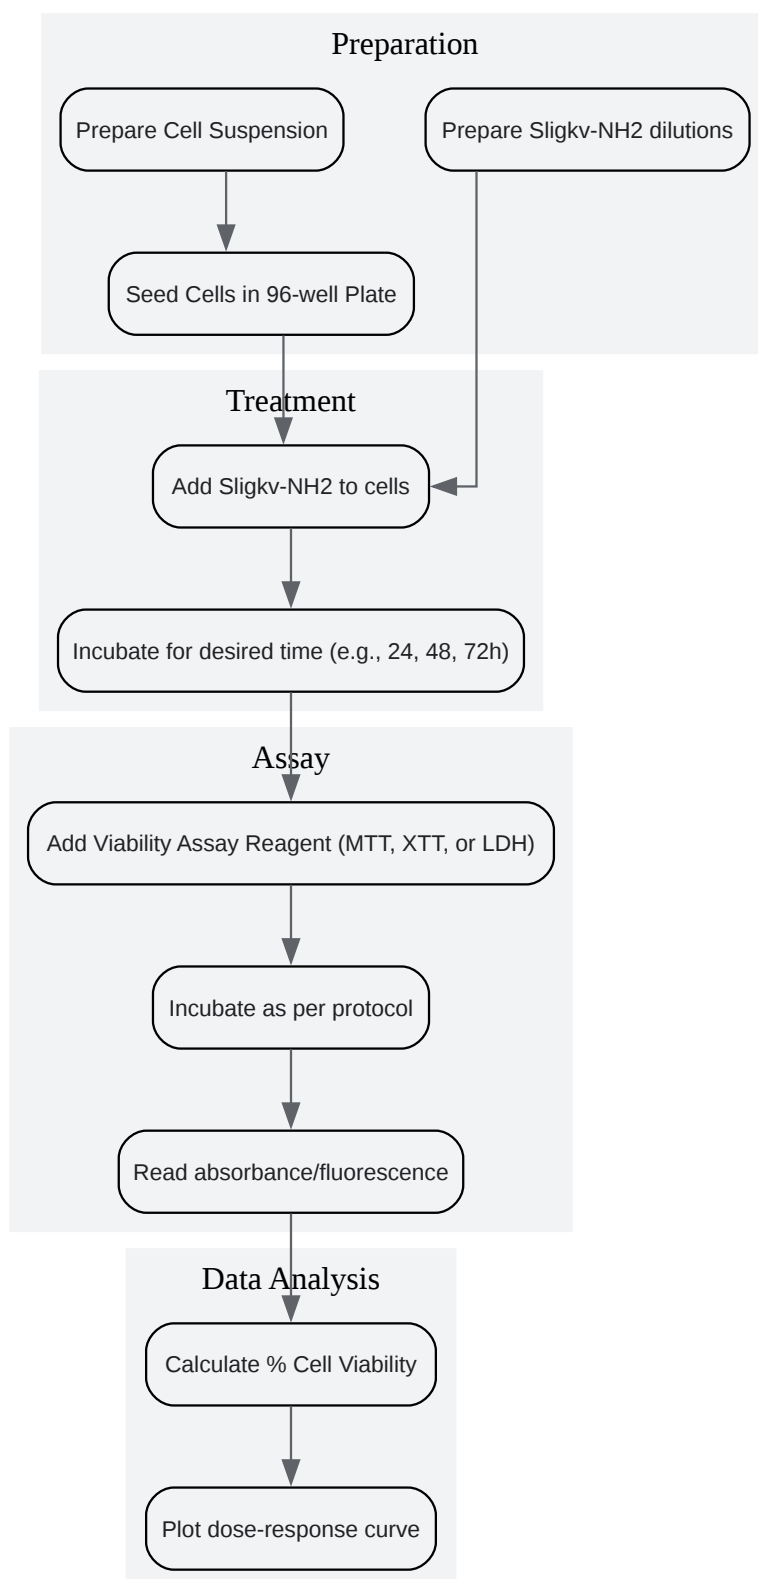 Preparation
Prepare Cell Suspension
Prepare Sligkv-NH2 dilutions
Seed Cells in 96-well Plate
Treatment
Add Sligkv-NH2 to cells
Incubate for desired time (e.g., 24, 48, 72h)
Assay
Add Viability Assay Reagent (MTT, XTT, or LDH)
Incubate as per protocol
Read absorbance/fluorescence
Data Analysis
Calculate % Cell Viability
Plot dose-response curve